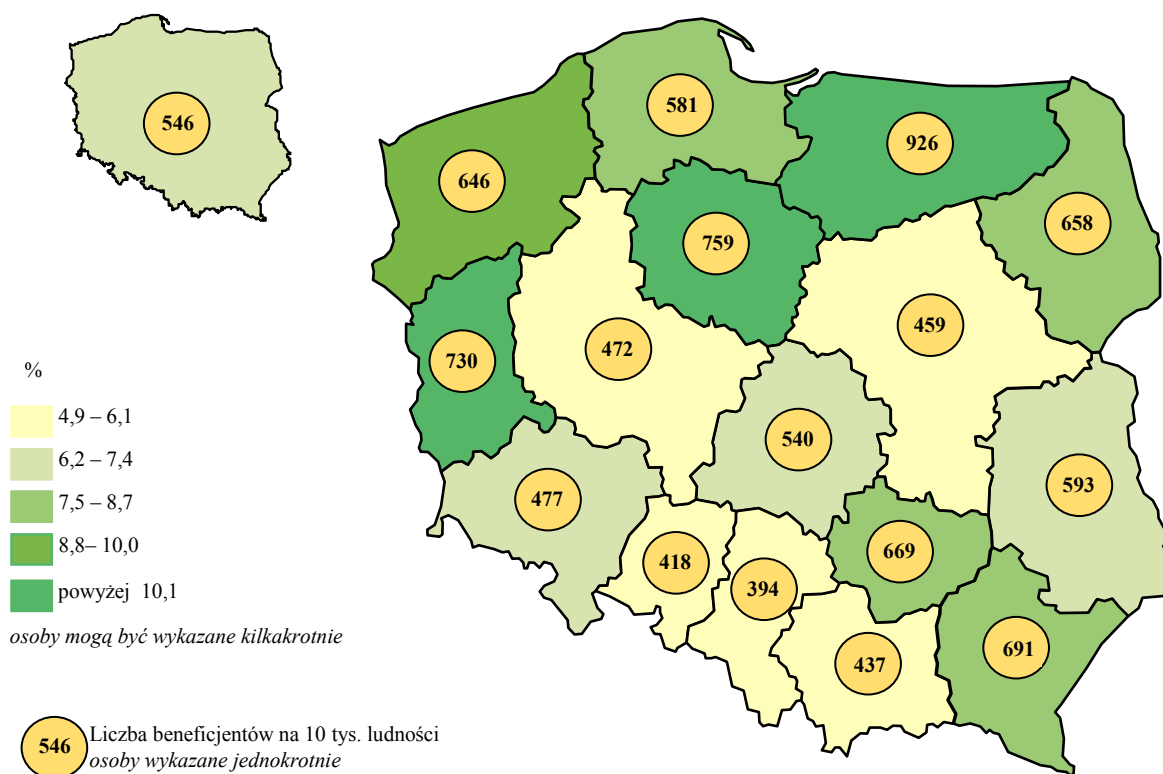 546
581
926
646
658
759
459
472
730
540
593
477
669
418
394
691
437
%
4,9 – 6,1
6,2 – 7,4
7,5 – 8,7
8,8– 10,0
powyżej 10,1
osoby mogą być wykazane kilkakrotnie
546
Liczba beneficjentów na 10 tys. ludności
osoby wykazane jednokrotnie